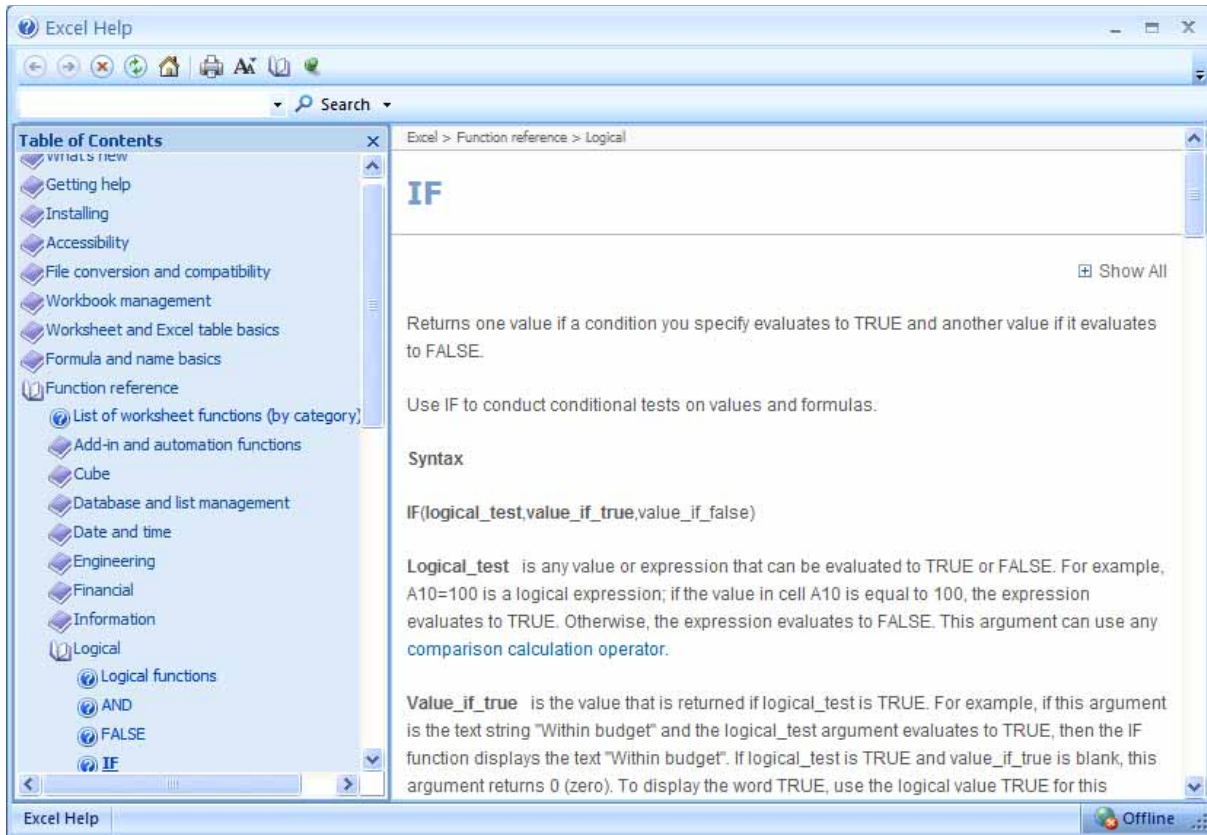 Excel Help
Search
Table of Contents
What's new
Getting help
Installing
Accessibility
File conversion and compatibility
Workbook management
Worksheet and Excel table basics
Formula and name basics
Function reference
List of worksheet functions (by category)
Add-in and automation functions
Cube
Database and list management
Date and time
Engineering
Financial
Information
Logical
Logical functions
AND
FALSE
IF
Excel > Function reference > Logical
IF
Show All
Returns one value if a condition you specify evaluates to TRUE and another value if it evaluates
to FALSE.
Use IF to conduct conditional tests on values and formulas.
Syntax
IF(logical_test,value_if_true,value_if_false)
Logical_test is any value or expression that can be evaluated to TRUE or FALSE. For example,
A10=100 is a logical expression; if the value in cell A10 is equal to 100, the expression
evaluates to TRUE. Otherwise, the expression evaluates to FALSE. This argument can use any
comparison calculation operator.
Value_if_true is the value that is returned if logical_test is TRUE. For example, if this argument
is the text string "Within budget" and the logical_test argument evaluates to TRUE, then the IF
function displays the text "Within budget". If logical_test is TRUE and value_if_true is blank, this
argument returns 0 (zero). To display the word TRUE, use the logical value TRUE for this
Excel Help
Offline